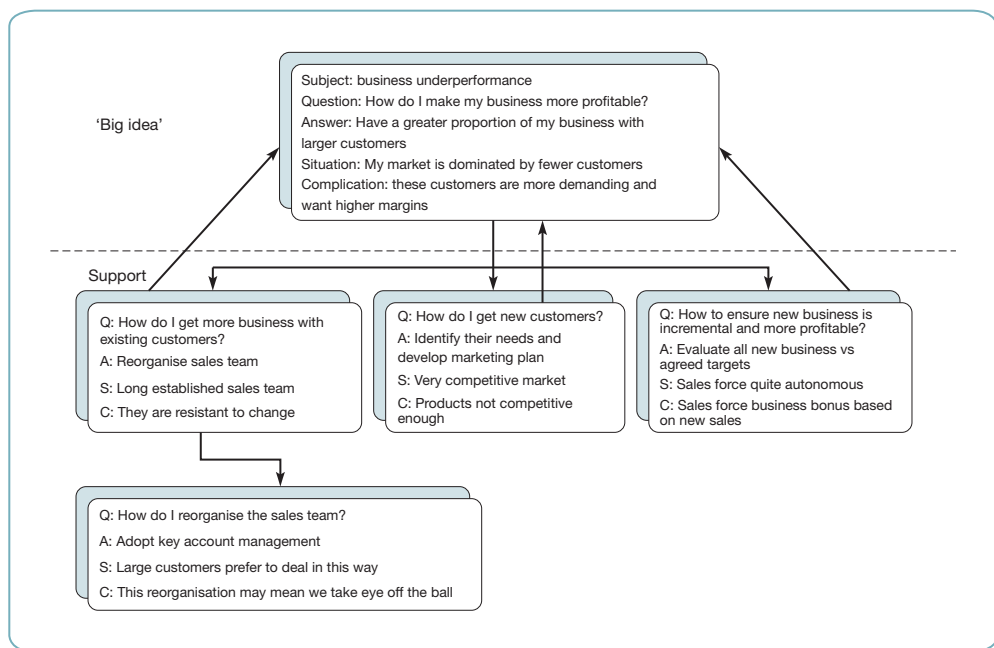 Subject: business underperformance
Question: How do I make my business more profitable?
Answer: Have a greater proportion of my business with
larger customers
Situation: My market is dominated by fewer customers
Complication: these customers are more demanding and
want higher margins
‘Big idea’
Support
Q: How do I get more business with
existing customers?
A: Reorganise sales team
S: Long established sales team
C: They are resistant to change
Q: How do I get new customers?
A: Identify their needs and
develop marketing plan
S: Very competitive market
C: Products not competitive
enough
Q: How to ensure new business is
incremental and more profitable?
A: Evaluate all new business vs
agreed targets
S: Sales force quite autonomous
C: Sales force business bonus based
on new sales
Q: How do I reorganise the sales team?
A: Adopt key account management
S: Large customers prefer to deal in this way
C: This reorganisation may mean we take eye off the ball